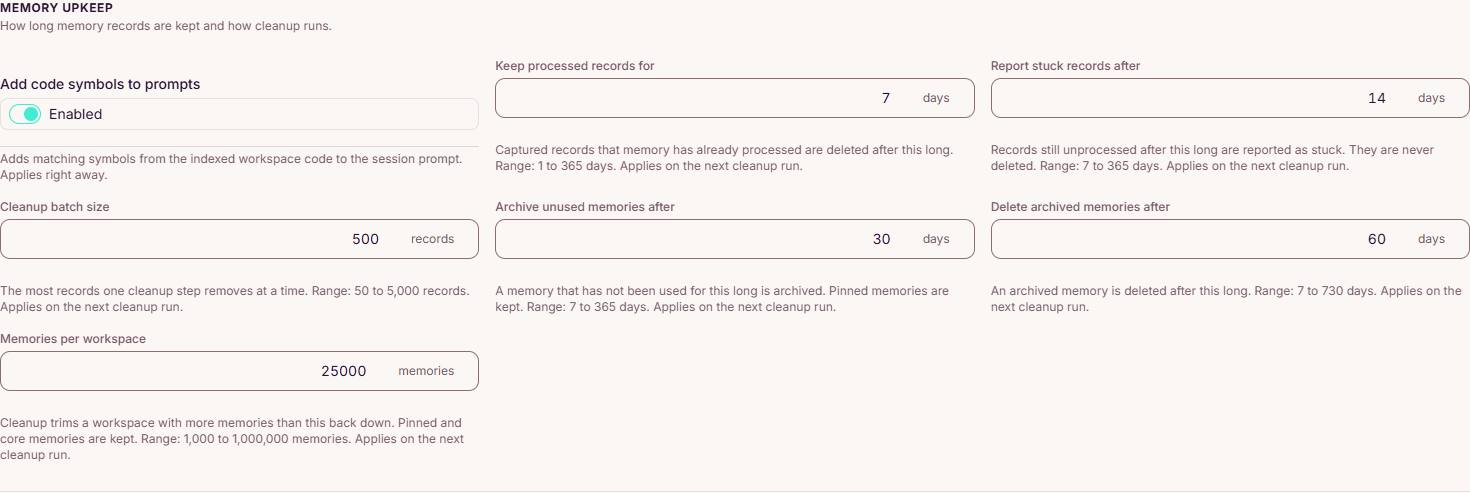 MEMORY UPKEEP
How long memory records are kept and how cleanup runs.
Add code symbols to prompts
Enabled
Adds matching symbols from the indexed workspace code to the session prompt.
Applies right away.
Keep processed records for
7 days
Captured records that memory has already processed are deleted after this long.
Range: 1 to 365 days. Applies on the next cleanup run.
Report stuck records after
14 days
Records still unprocessed after this long are reported as stuck. They are never
deleted. Range: 7 to 365 days. Applies on the next cleanup run.
Cleanup batch size
500 records
The most records one cleanup step removes at a time. Range: 50 to 5,000 records.
Applies on the next cleanup run.
Archive unused memories after
30 days
A memory that has not been used for this long is archived. Pinned memories are
kept. Range: 7 to 365 days. Applies on the next cleanup run.
Delete archived memories after
60 days
An archived memory is deleted after this long. Range: 7 to 730 days. Applies on the
next cleanup run.
Memories per workspace
25000 memories
Cleanup trims a workspace with more memories than this back down. Pinned and
core memories are kept. Range: 1,000 to 1,000,000 memories. Applies on the next
cleanup run.